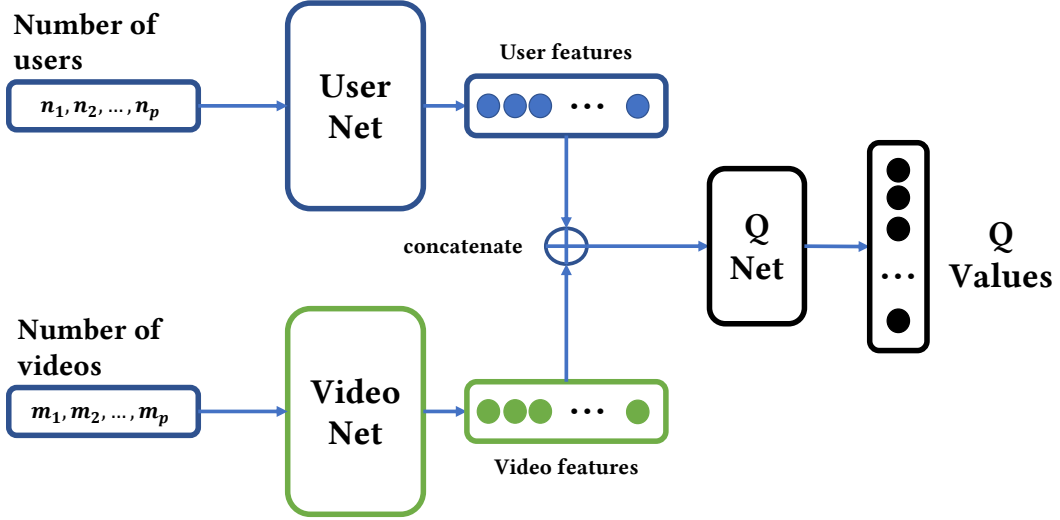 Number of
users
n₁, n₂, ..., nₚ
User
Net
User features
...
concatenate
Q
Net
...
Q
Values
Number of
videos
m₁, m₂, ..., mₚ
Video
Net
...
Video features